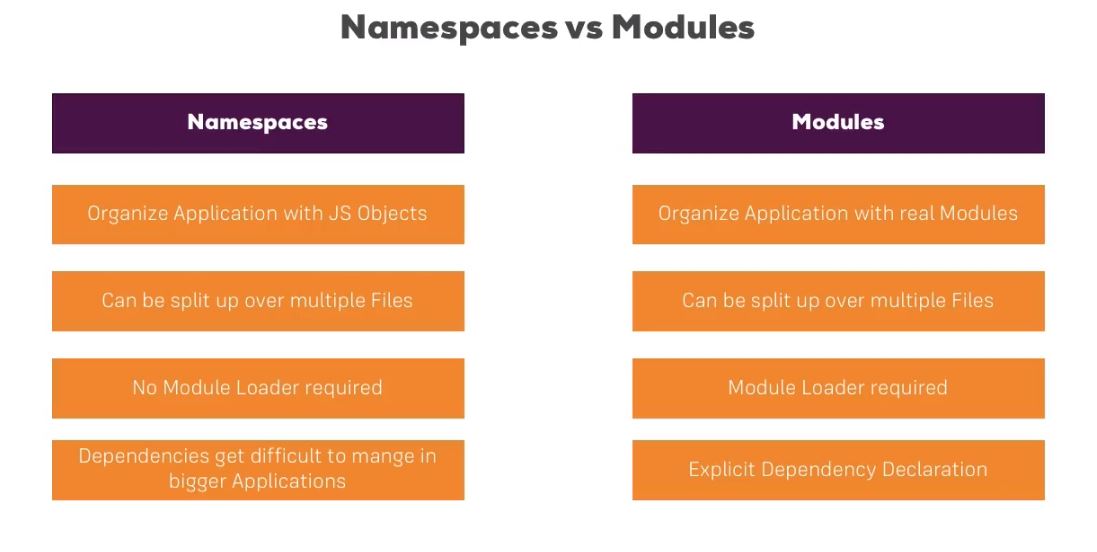 Namespaces vs Modules
Namespaces
Modules
Organize Application with JS Objects
Organize Application with real Modules
Can be split up over multiple Files
Can be split up over multiple Files
No Module Loader required
Module Loader required
Dependencies get difficult to mange in
bigger Applications
Explicit Dependency Declaration